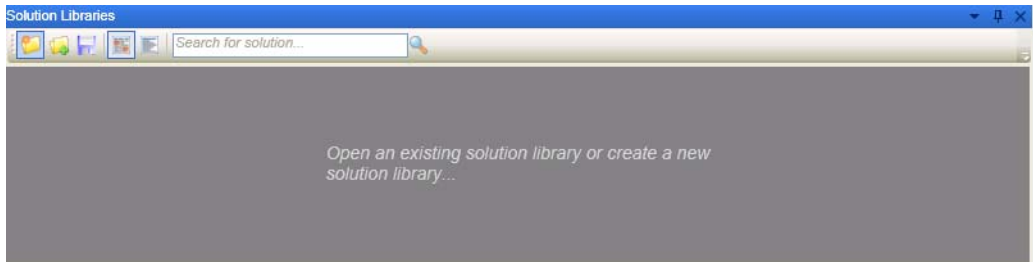 Solution Libraries
Search for solution...
Open an existing solution library or create a new
solution library...